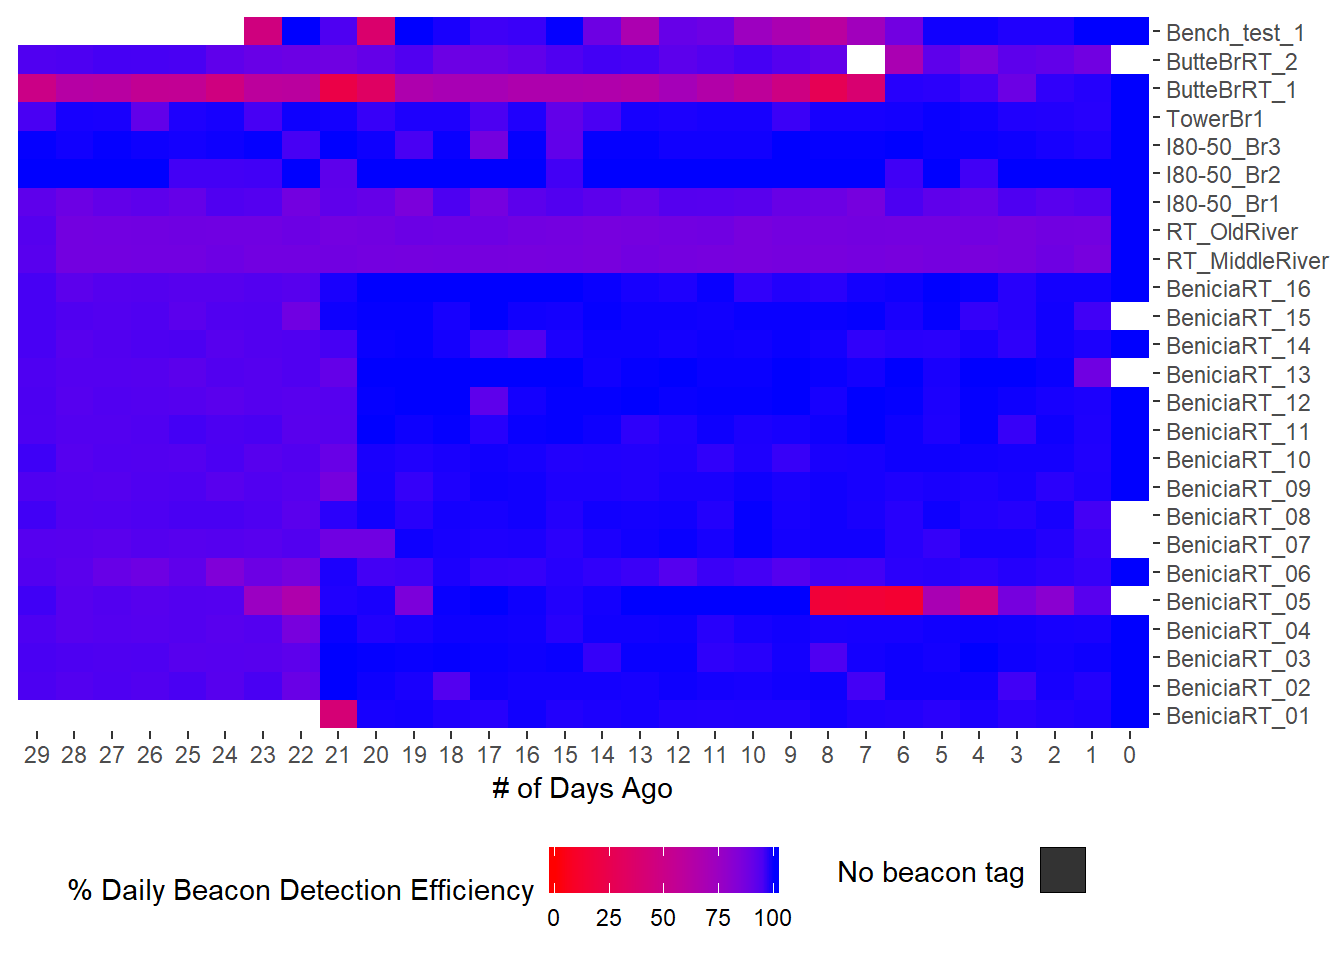 Bench_test_1
ButteBrRT_2
ButteBrRT_1
TowerBr1
I80-50_Br3
I80-50_Br2
I80-50_Br1
RT_OldRiver
RT_MiddleRiver
BeniciaRT_16
BeniciaRT_15
BeniciaRT_14
BeniciaRT_13
BeniciaRT_12
BeniciaRT_11
BeniciaRT_10
BeniciaRT_09
BeniciaRT_08
BeniciaRT_07
BeniciaRT_06
BeniciaRT_05
BeniciaRT_04
BeniciaRT_03
BeniciaRT_02
BeniciaRT_01
29 28 27 26 25 24 23 22 21 20 19 18 17 16 15 14 13 12 11 10 9 8 7 6 5 4 3 2 1 0
# of Days Ago
% Daily Beacon Detection Efficiency
0 25 50 75 100
No beacon tag